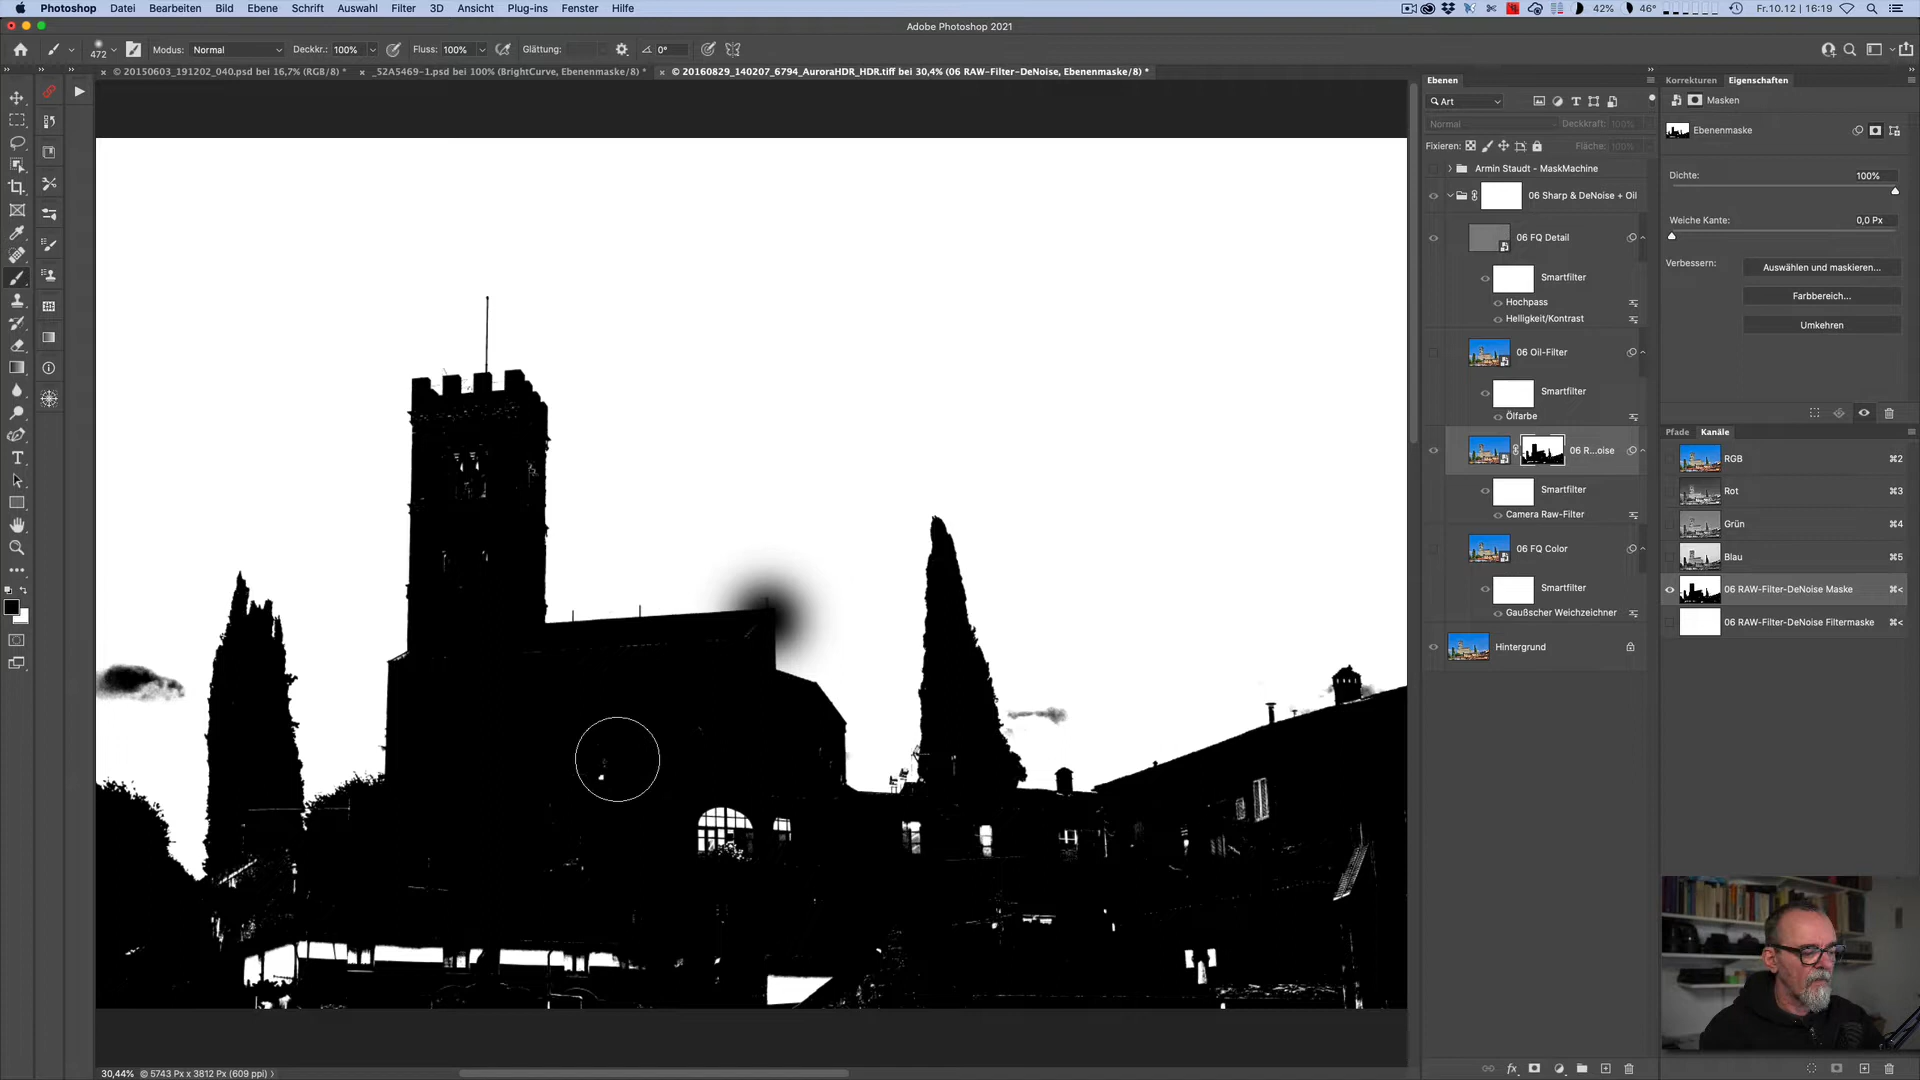 Photoshop Datei Bearbeiten Bild Ebene Schrift Auswahl Filter 3D Ansicht Plug-ins Fenster Hilfe 42% 46° Fr.10.12 16:19
Adobe Photoshop 2021
472 Modus: Normal Deckkr.: 100% Fluss: 100% Glättung: 0°
× © 20150603_191202_040.psd bei 16,7% (RGB/8) * × _52A5469-1.psd bei 100% (BrightCurve, Ebenenmaske/8) * × © 20160829_140207_6794_AuroraHDR_HDR.tiff bei 30,4% (06 RAW-Filter-DeNoise, Ebenenmaske/8) *
Ebenen
Art
Normal Deckkraft: 100%
Fixieren: Fläche: 100%
Armin Staudt - MaskMachine
06 Sharp & DeNoise + Oil
06 FQ Detail
Smartfilter
Hochpass
Helligkeit/Kontrast
06 Oil-Filter
Smartfilter
Ölfarbe
06 R...oise
Smartfilter
Camera Raw-Filter
06 FQ Color
Smartfilter
Gaußscher Weichzeichner
Hintergrund
fx
Korrekturen Eigenschaften
Masken
Ebenenmaske
Dichte: 100%
Weiche Kante: 0,0 Px
Verbessern: Auswählen und maskieren...
Farbbereich...
Umkehren
Pfade Kanäle
RGB ⌘2
Rot ⌘3
Grün ⌘4
Blau ⌘5
06 RAW-Filter-DeNoise Maske ⌘<
06 RAW-Filter-DeNoise Filtermaske ⌘<
30,44% © 5743 Px x 3812 Px (609 ppi)